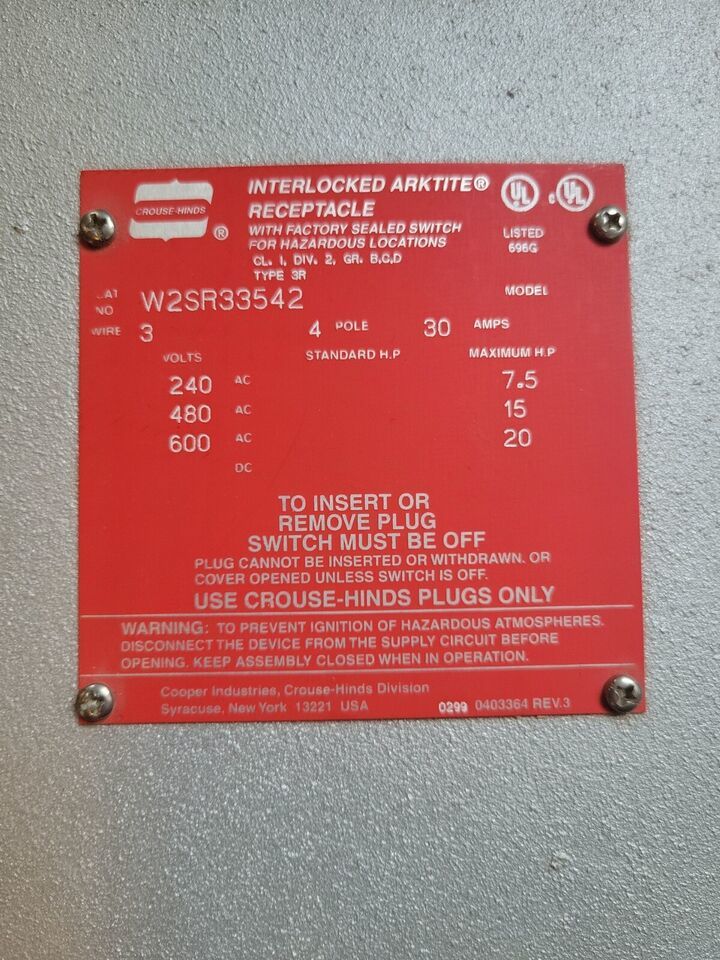 CROUSE-HINDS
®
INTERLOCKED ARKTITE®
RECEPTACLE
WITH FACTORY SEALED SWITCH
FOR HAZARDOUS LOCATIONS
CL. I, DIV. 2, GR. B,C,D
TYPE 3R
UL c UL
LISTED
696G
CAT NO W2SR33542 MODEL
WIRE 3 4 POLE 30 AMPS
VOLTS STANDARD H.P MAXIMUM H.P
240 AC 7.5
480 AC 15
600 AC 20
DC
TO INSERT OR
REMOVE PLUG
SWITCH MUST BE OFF
PLUG CANNOT BE INSERTED OR WITHDRAWN. OR
COVER OPENED UNLESS SWITCH IS OFF.
USE CROUSE-HINDS PLUGS ONLY
WARNING: TO PREVENT IGNITION OF HAZARDOUS ATMOSPHERES.
DISCONNECT THE DEVICE FROM THE SUPPLY CIRCUIT BEFORE
OPENING. KEEP ASSEMBLY CLOSED WHEN IN OPERATION.
Cooper Industries, Crouse-Hinds Division
Syracuse, New York 13221 USA 0299 0403364 REV.3